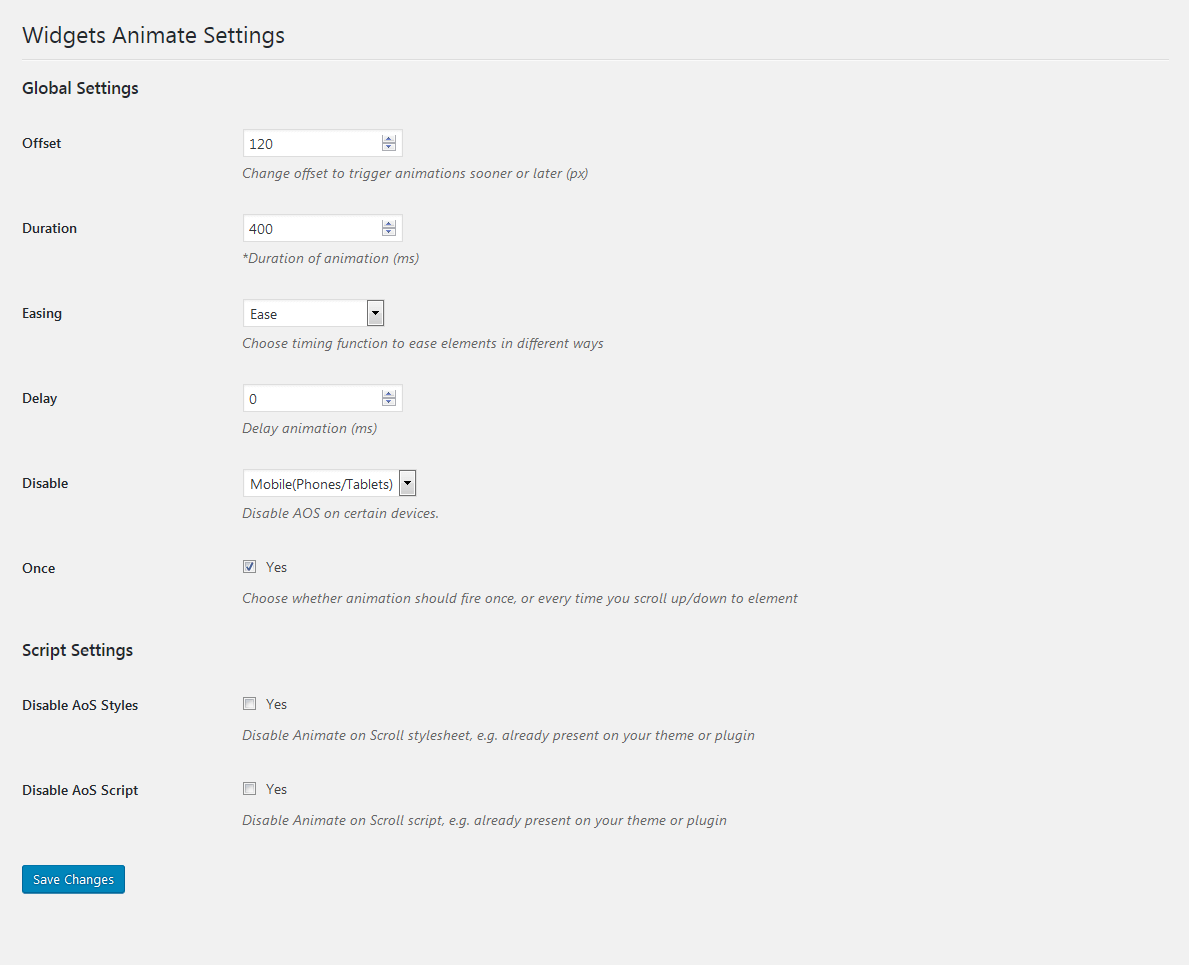 Widgets Animate Settings
Global Settings
Offset
120
Change offset to trigger animations sooner or later (px)
Duration
400
*Duration of animation (ms)
Easing
Ease
Choose timing function to ease elements in different ways
Delay
0
Delay animation (ms)
Disable
Mobile(Phones/Tablets)
Disable AOS on certain devices.
Once
Yes
Choose whether animation should fire once, or every time you scroll up/down to element
Script Settings
Disable AoS Styles
Yes
Disable Animate on Scroll stylesheet, e.g. already present on your theme or plugin
Disable AoS Script
Yes
Disable Animate on Scroll script, e.g. already present on your theme or plugin
Save Changes